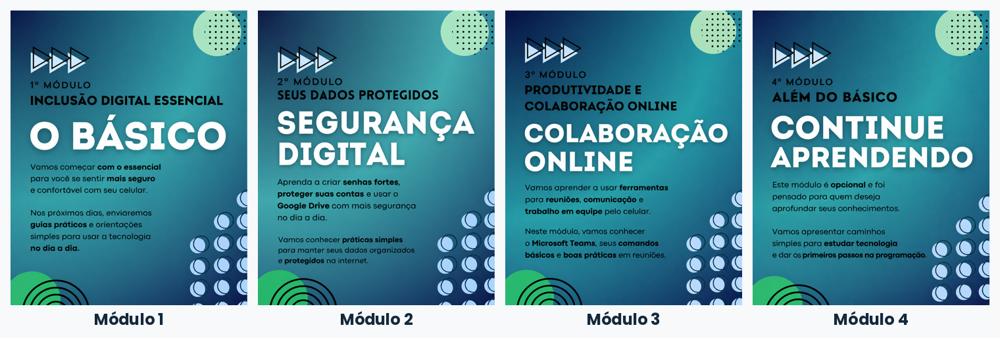 1º MÓDULO
INCLUSÃO DIGITAL ESSENCIAL
O BÁSICO
Vamos começar com o essencial
para você se sentir mais seguro
e confortável com seu celular.
Nos próximos dias, enviaremos
guias práticos e orientações
simples para usar a tecnologia
no dia a dia.
Módulo 1
2º MÓDULO
SEUS DADOS PROTEGIDOS
SEGURANÇA
DIGITAL
Aprenda a criar senhas fortes,
proteger suas contas e usar o
Google Drive com mais segurança
no dia a dia.
Vamos conhecer práticas simples
para manter seus dados organizados
e protegidos na internet.
Módulo 2
3º MÓDULO
PRODUTIVIDADE E
COLABORAÇÃO ONLINE
COLABORAÇÃO
ONLINE
Vamos aprender a usar ferramentas
para reuniões, comunicação e
trabalho em equipe pelo celular.
Neste módulo, vamos conhecer
o Microsoft Teams, seus comandos
básicos e boas práticas em reuniões.
Módulo 3
4º MÓDULO
ALÉM DO BÁSICO
CONTINUE
APRENDENDO
Este módulo é opcional e foi
pensado para quem deseja
aprofundar seus conhecimentos.
Vamos apresentar caminhos
simples para estudar tecnologia
e dar os primeiros passos na programação.
Módulo 4